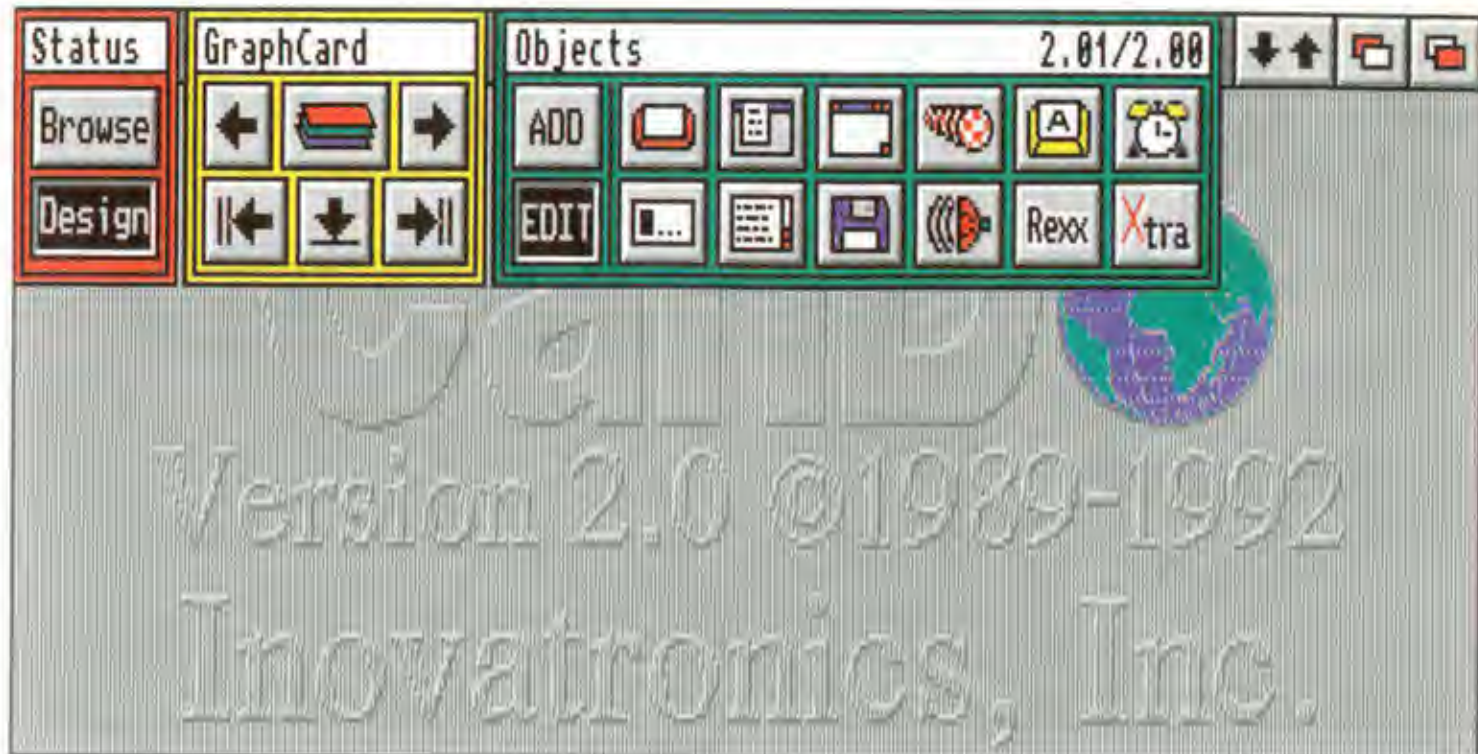 Status
GraphCard
Objects 2.01/2.00
Browse
ADD
A
Design
EDIT
Rexx
Xtra
Version 2.0 ©1989-1992
Inovatronics, Inc.